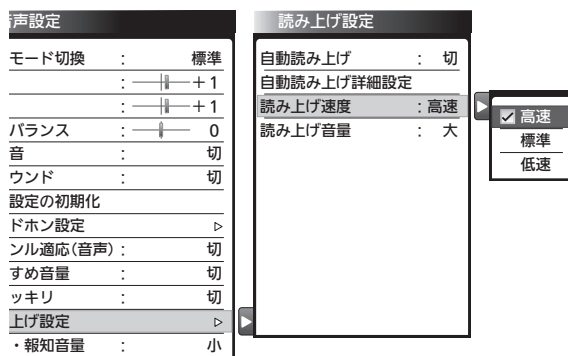 声設定
モード切換 : 標準
: +1
: +1
バランス : 0
音 : 切
ウンド : 切
設定の初期化
ドホン設定
ンル適応(音声) : 切
すめ音量 : 切
ッキリ : 切
上げ設定
・報知音量 : 小
読み上げ設定
自動読み上げ : 切
自動読み上げ詳細設定
読み上げ速度 : 高速
読み上げ音量 : 大
高速
標準
低速